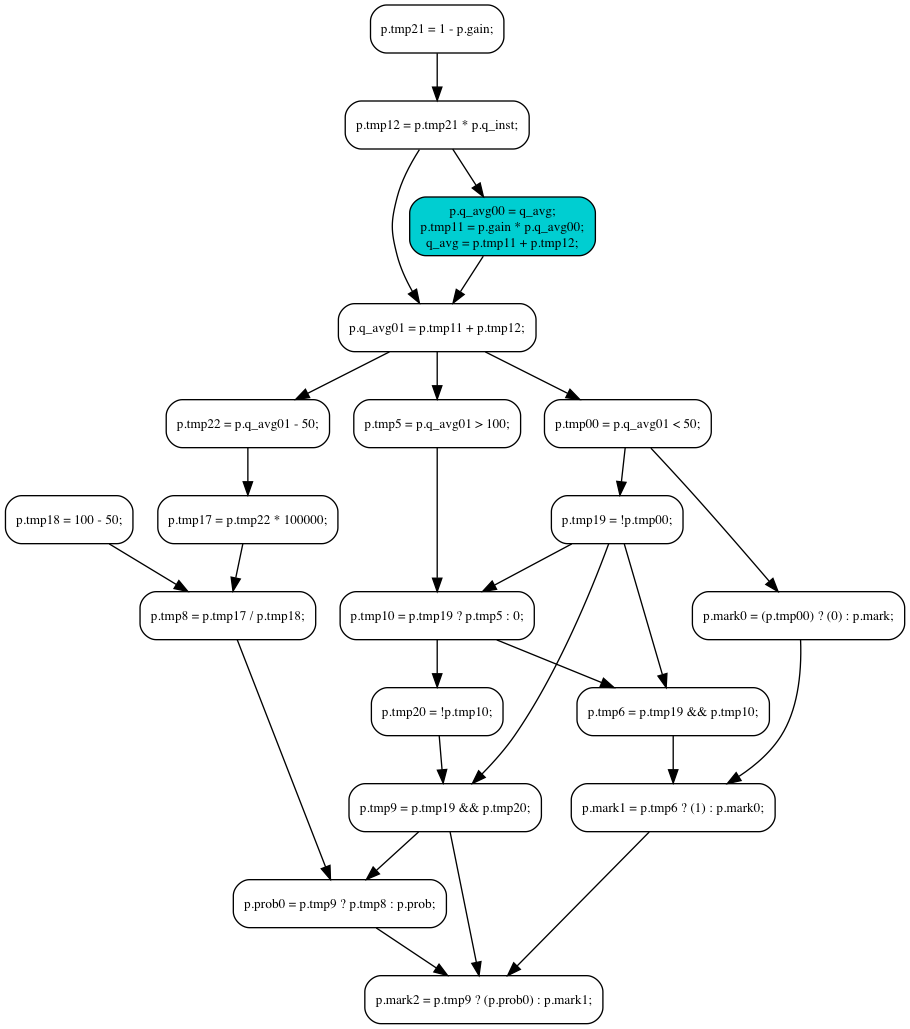 p.tmp21 = 1 - p.gain;
p.tmp12 = p.tmp21 * p.q_inst;
p.q_avg00 = q_avg;
p.tmp11 = p.gain * p.q_avg00;
q_avg = p.tmp11 + p.tmp12;
p.q_avg01 = p.tmp11 + p.tmp12;
p.tmp22 = p.q_avg01 - 50;
p.tmp5 = p.q_avg01 > 100;
p.tmp00 = p.q_avg01 < 50;
p.tmp18 = 100 - 50;
p.tmp17 = p.tmp22 * 100000;
p.tmp19 = !p.tmp00;
p.tmp8 = p.tmp17 / p.tmp18;
p.tmp10 = p.tmp19 ? p.tmp5 : 0;
p.mark0 = (p.tmp00) ? (0) : p.mark;
p.tmp20 = !p.tmp10;
p.tmp6 = p.tmp19 && p.tmp10;
p.tmp9 = p.tmp19 && p.tmp20;
p.mark1 = p.tmp6 ? (1) : p.mark0;
p.prob0 = p.tmp9 ? p.tmp8 : p.prob;
p.mark2 = p.tmp9 ? (p.prob0) : p.mark1;